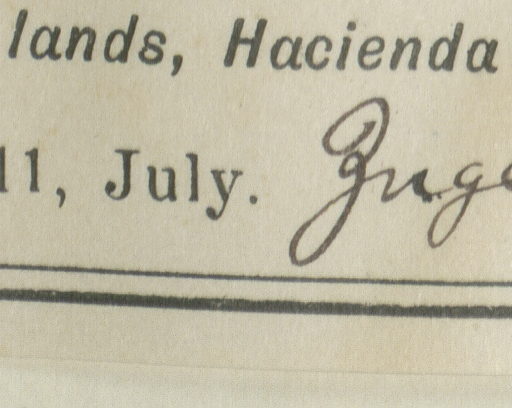 lands, Hacienda
11, July.